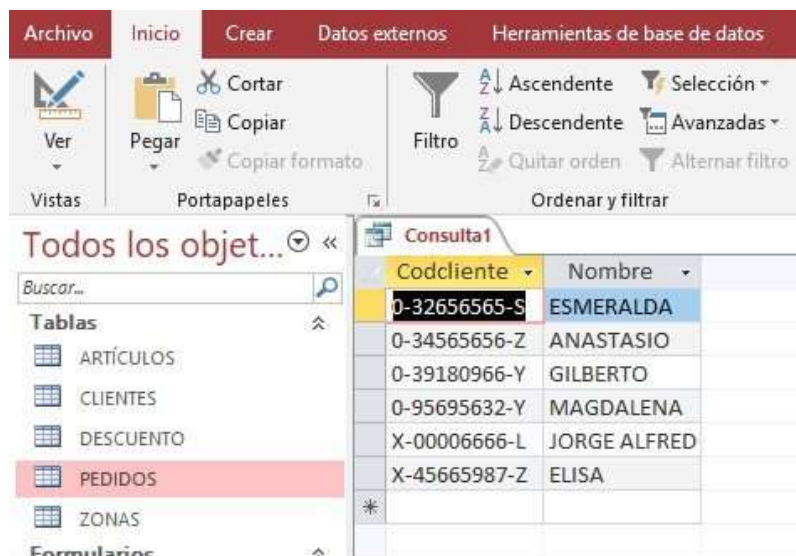 Archivo Inicio Crear Datos externos Herramientas de base de datos
Ver
Pegar
Cortar
Copiar
Copiar formato
Filtro
Ascendente
Descendente
Quitar orden
Selección
Avanzadas
Alternar filtro
Vistas Portapapeles Ordenar y filtrar
Todos los objet... «
Buscar...
Tablas
ARTÍCULOS
CLIENTES
DESCUENTO
PEDIDOS
ZONAS
Formularios
Consulta1
Codcliente Nombre
0-32656565-S ESMERALDA
0-34565656-Z ANASTASIO
0-39180966-Y GILBERTO
0-95695632-Y MAGDALENA
X-00006666-L JORGE ALFRED
X-45665987-Z ELISA
*